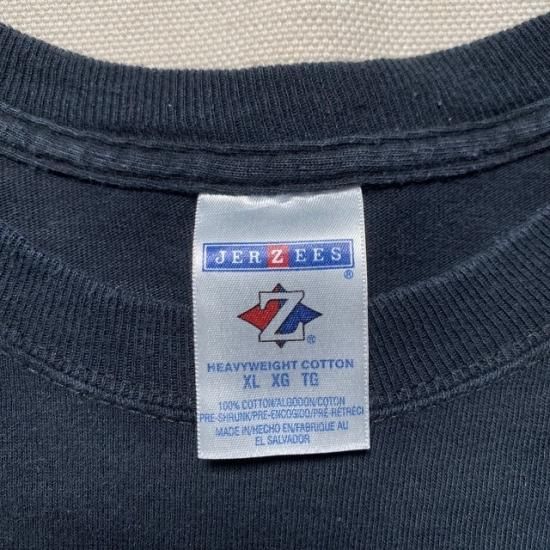 JERZEES
®
Z
®
HEAVYWEIGHT COTTON
XL XG TG
100% COTTON/ALGODON/COTON
PRE-SHRUNK/PRE-ENCOGIDO/PRÉ-RÉTRÉCI
MADE IN/HECHO EN/FABRIQUE AU
EL SALVADOR